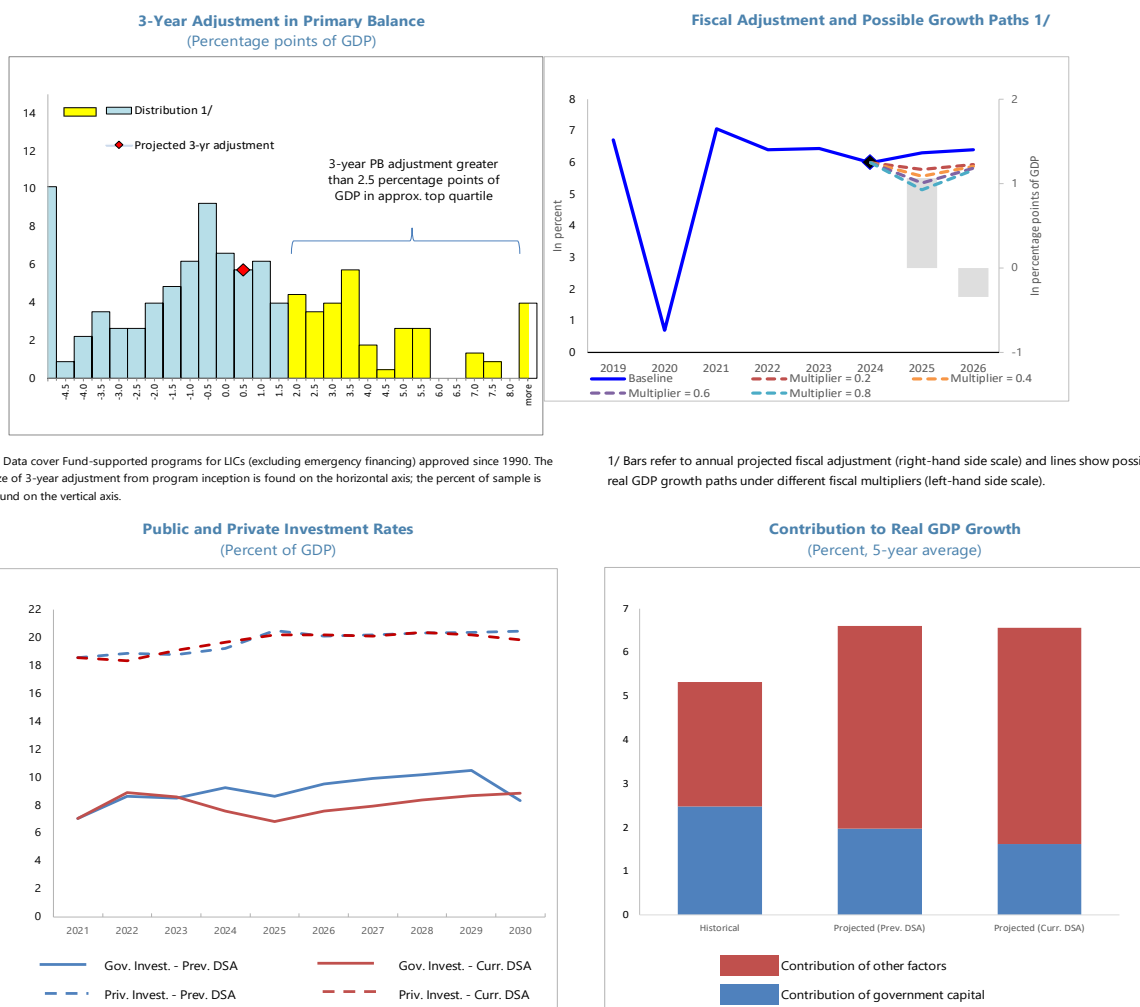 3-Year Adjustment in Primary Balance
(Percentage points of GDP)
14
12
10
8
6
4
2
0
Distribution 1/
Projected 3-yr adjustment
3-year PB adjustment greater
than 2.5 percentage points of
GDP in approx. top quartile
-4.5
-4.0
-3.5
-3.0
-2.5
-2.0
-1.5
-1.0
-0.5
0.0
0.5
1.0
1.5
2.0
2.5
3.0
3.5
4.0
4.5
5.0
5.5
6.0
6.5
7.0
7.5
8.0
more
Data cover Fund-supported programs for LICs (excluding emergency financing) approved since 1990. The
ze of 3-year adjustment from program inception is found on the horizontal axis; the percent of sample is
und on the vertical axis.
Fiscal Adjustment and Possible Growth Paths 1/
8
7
6
5
4
3
2
1
0
In percent
2
1
0
-1
In percentage points of GDP
2019 2020 2021 2022 2023 2024 2025 2026
Baseline Multiplier = 0.2 Multiplier = 0.4
Multiplier = 0.6 Multiplier = 0.8
1/ Bars refer to annual projected fiscal adjustment (right-hand side scale) and lines show possi
real GDP growth paths under different fiscal multipliers (left-hand side scale).
Public and Private Investment Rates
(Percent of GDP)
22
20
18
16
14
12
10
8
6
4
2
0
2021 2022 2023 2024 2025 2026 2027 2028 2029 2030
Gov. Invest. - Prev. DSA Gov. Invest. - Curr. DSA
Priv. Invest. - Prev. DSA Priv. Invest. - Curr. DSA
Contribution to Real GDP Growth
(Percent, 5-year average)
7
6
5
4
3
2
1
0
Historical Projected (Prev. DSA) Projected (Curr. DSA)
Contribution of other factors
Contribution of government capital